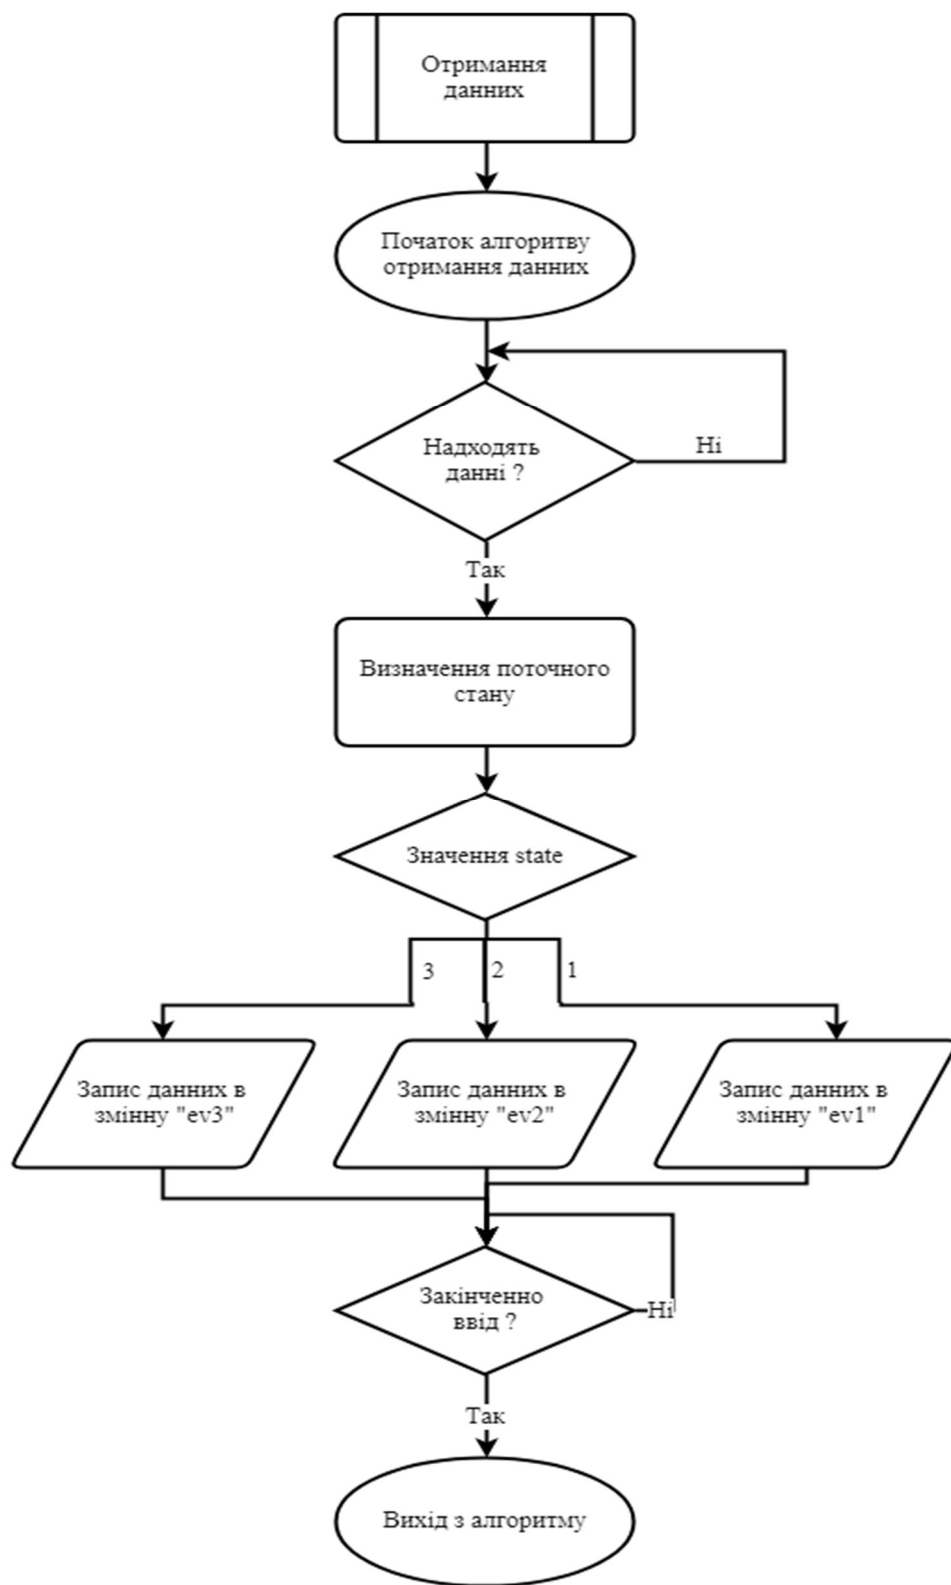 Отримання
данних
Початок алгоритву
отримання данних
Надходять
данні ?
Ні
Так
Визначення поточного
стану
Значення state
3
2
1
Запис данних в
змінну "ev3"
Запис данних в
змінну "ev2"
Запис данних в
змінну "ev1"
Закінченно
ввід ?
Ні
Так
Вихід з алгоритму